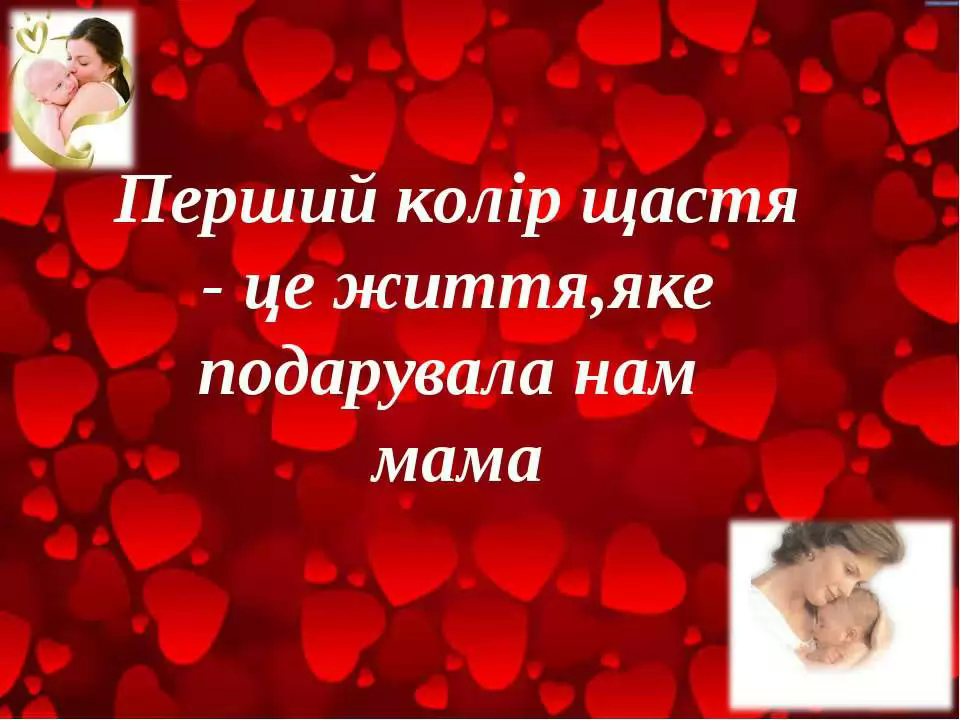 Перший колір щастя
- це життя,яке
подарувала нам
мама